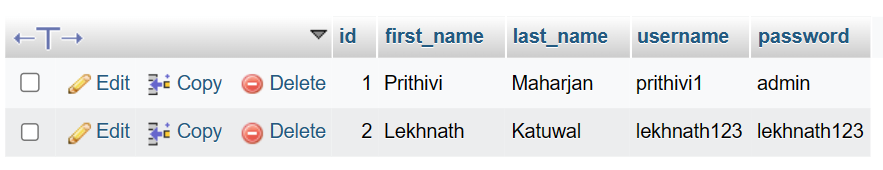 id first_name last_name username password
Edit Copy Delete 1 Prithivi Maharjan prithivi1 admin
Edit Copy Delete 2 Lekhnath Katuwal lekhnath123 lekhnath123